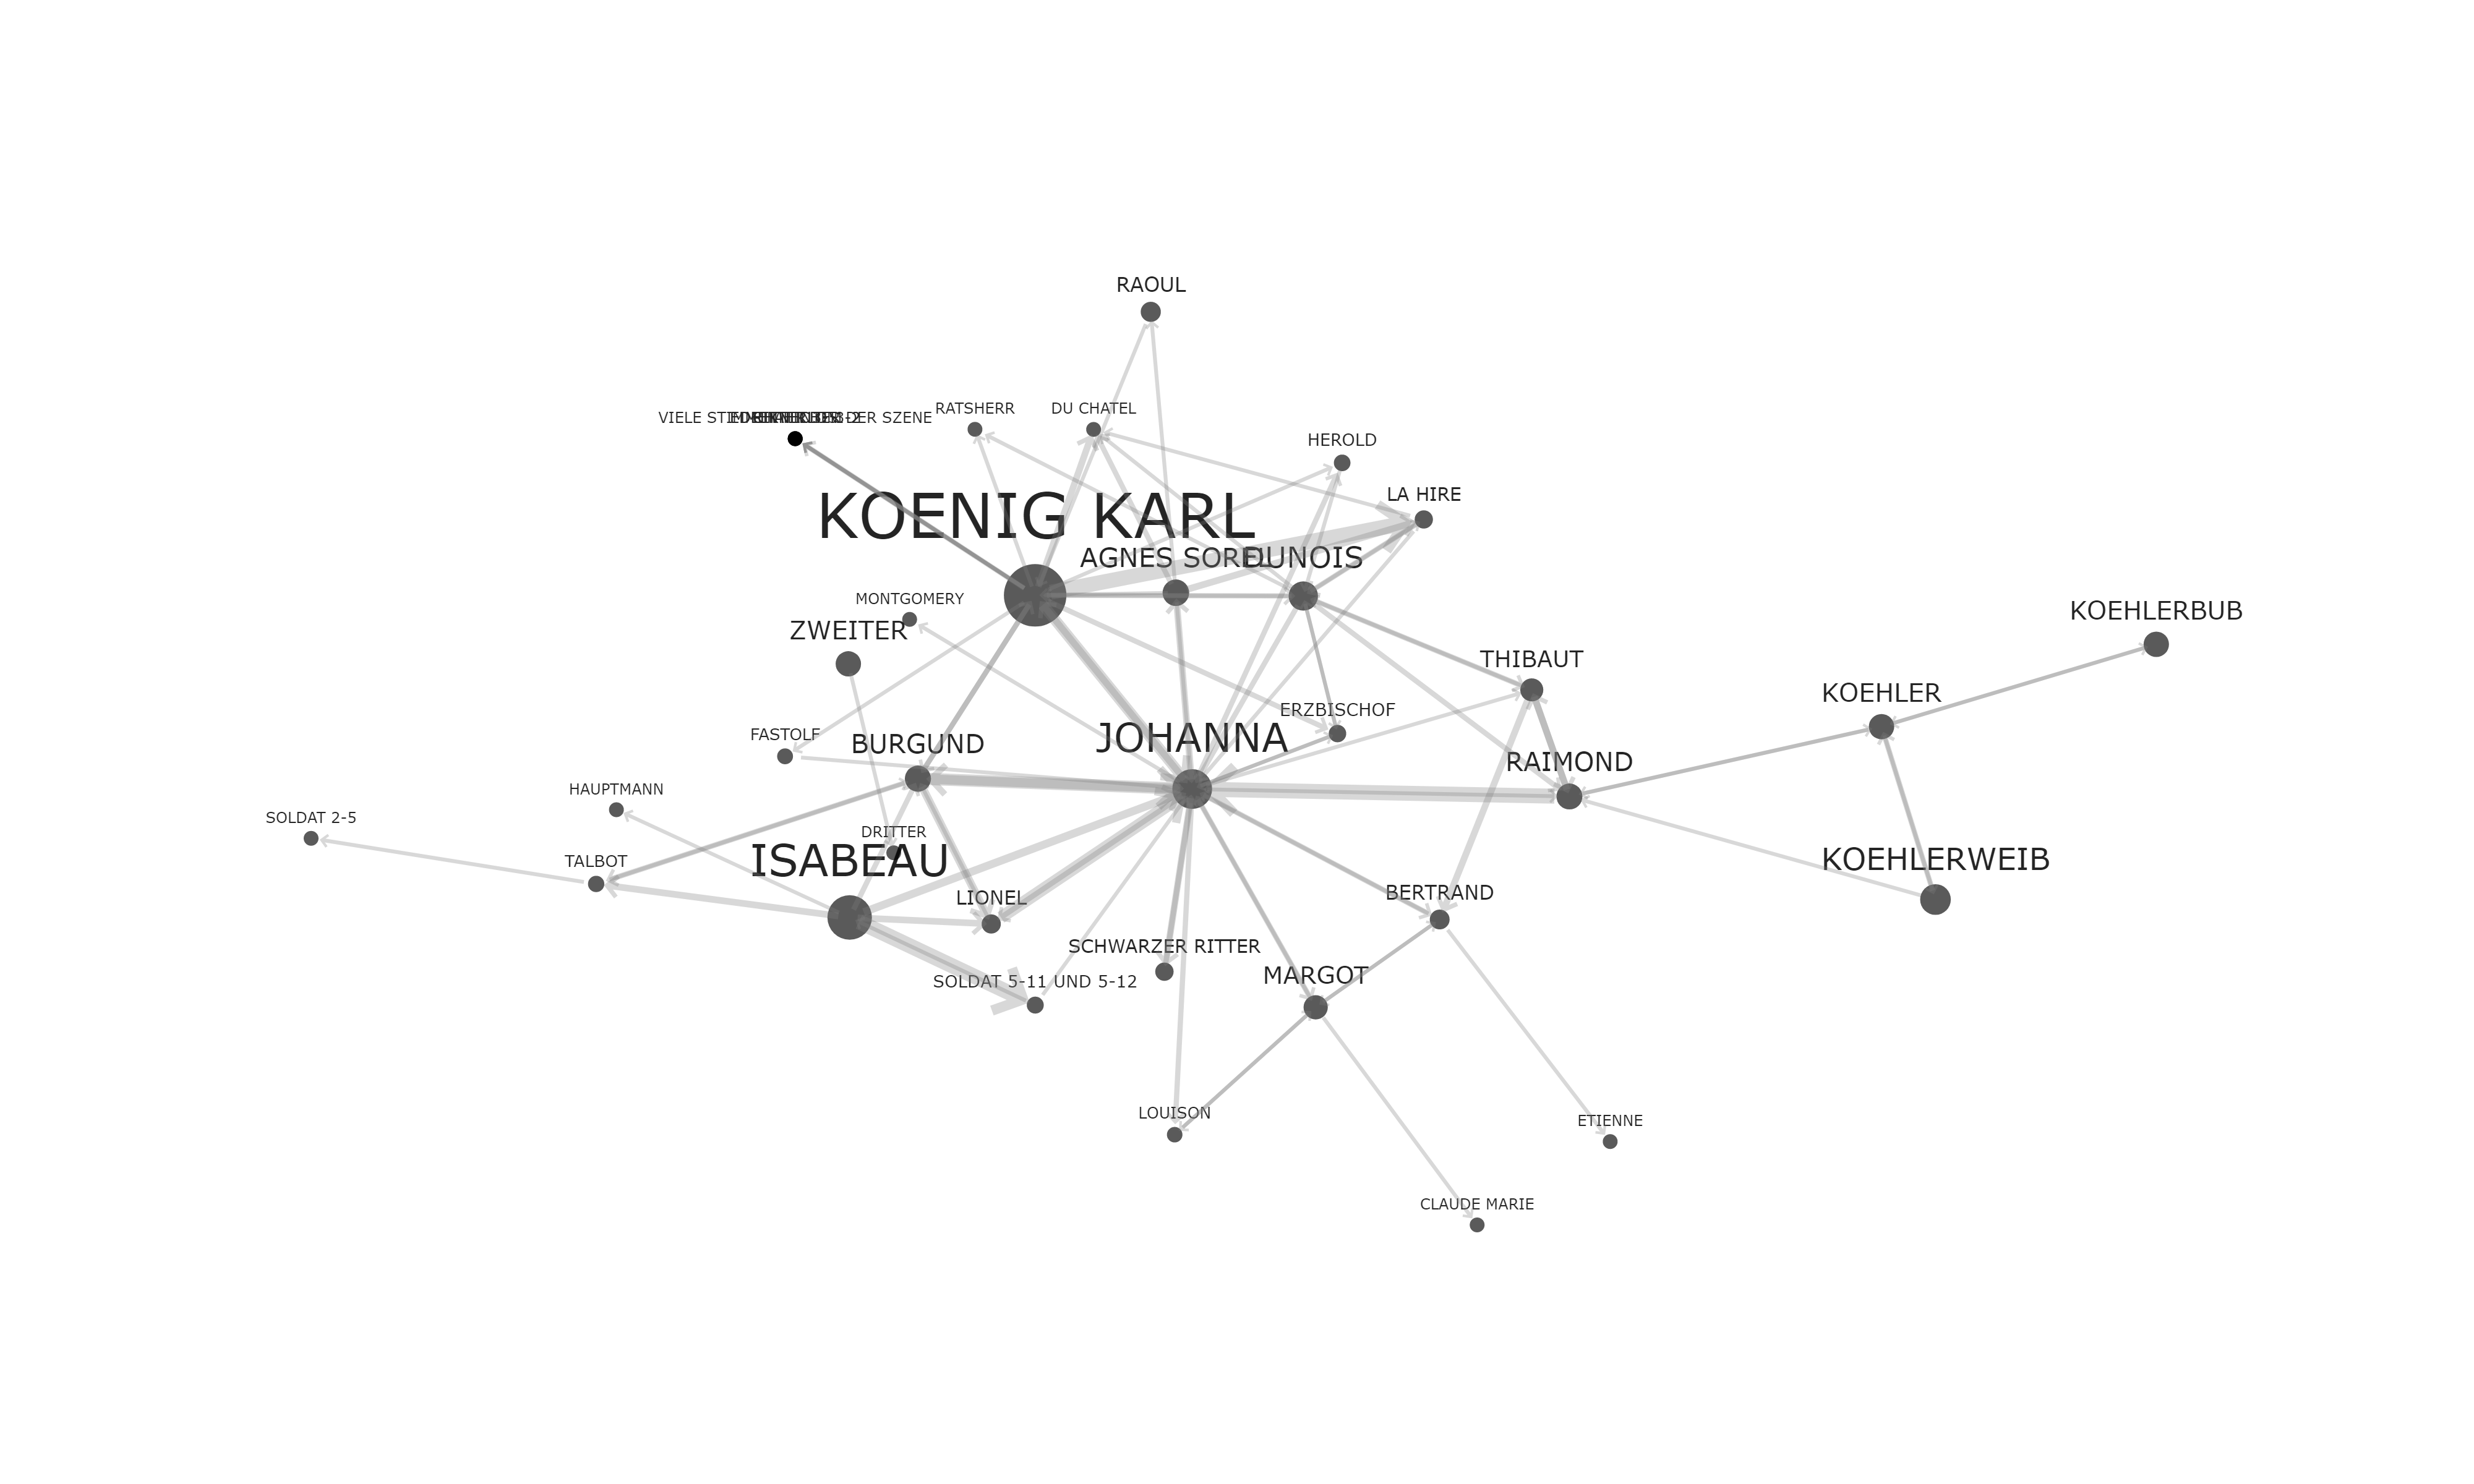 RAOUL
RATSHERR
DU CHATEL
VIELE STIMMEN
DER SZENE
HEROLD
LA HIRE
KOENIG KARL
AGNES SOREL
DUNOIS
MONTGOMERY
KOEHLERBUB
ZWEITER
THIBAUT
KOEHLER
ERZBISCHOF
FASTOLF
BURGUND
JOHANNA
RAIMOND
HAUPTMANN
SOLDAT 2-5
DRITTER
TALBOT
ISABEAU
KOEHLERWEIB
LIONEL
BERTRAND
SCHWARZER RITTER
SOLDAT 5-11 UND 5-12
MARGOT
LOUISON
ETIENNE
CLAUDE MARIE